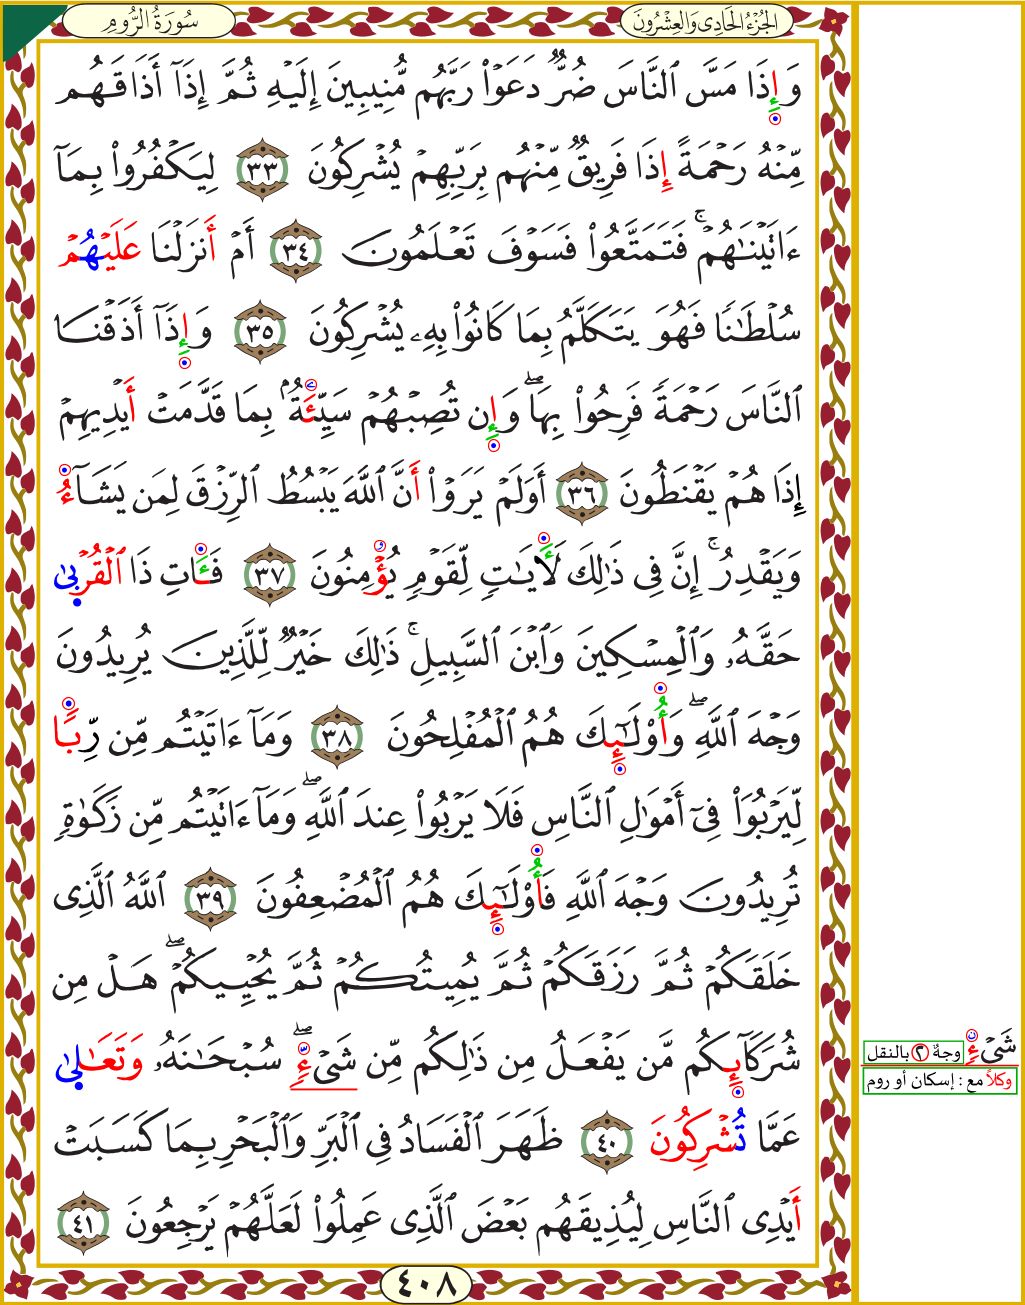 سُورَةُ الرُّومِ
الجُزْءُ الحَادِى وَالعِشْرُونَ
وَإِذَا مَسَّ ٱلنَّاسَ ضُرٌّ دَعَوْا۟ رَبَّهُم مُّنِيبِينَ إِلَيْهِ ثُمَّ إِذَآ أَذَاقَهُم
مِّنْهُ رَحْمَةً إِذَا فَرِيقٌ مِّنْهُم بِرَبِّهِمْ يُشْرِكُونَ ٣٣ لِيَكْفُرُوا۟ بِمَآ
ءَاتَيْنَـٰهُمْ ۚ فَتَمَتَّعُوا۟ فَسَوْفَ تَعْلَمُونَ ٣٤ أَمْ أَنزَلْنَا عَلَيْهُمْ
سُلْطَـٰنًا فَهُوَ يَتَكَلَّمُ بِمَا كَانُوا۟ بِهِۦ يُشْرِكُونَ ٣٥ وَإِذَآ أَذَقْنَا
ٱلنَّاسَ رَحْمَةً فَرِحُوا۟ بِهَا ۖ وَإِن تُصِبْهُمْ سَيِّئَةٌۢ بِمَا قَدَّمَتْ أَيْدِيهِمْ
إِذَا هُمْ يَقْنَطُونَ ٣٦ أَوَلَمْ يَرَوْا۟ أَنَّ ٱللَّهَ يَبْسُطُ ٱلرِّزْقَ لِمَن يَشَآءُ
وَيَقْدِرُ ۚ إِنَّ فِى ذَٰلِكَ لَـَٔايَـٰتٍ لِّقَوْمٍ يُؤْمِنُونَ ٣٧ فَـَٔاتِ ذَا ٱلْقُرْبَىٰ
حَقَّهُۥ وَٱلْمِسْكِينَ وَٱبْنَ ٱلسَّبِيلِ ۚ ذَٰلِكَ خَيْرٌ لِّلَّذِينَ يُرِيدُونَ
وَجْهَ ٱللَّهِ ۖ وَأُو۟لَـٰٓئِكَ هُمُ ٱلْمُفْلِحُونَ ٣٨ وَمَآ ءَاتَيْتُم مِّن رِّبًا
لِّيَرْبُوَا۟ فِىٓ أَمْوَٰلِ ٱلنَّاسِ فَلَا يَرْبُوا۟ عِندَ ٱللَّهِ ۖ وَمَآ ءَاتَيْتُم مِّن زَكَوٰةٍ
تُرِيدُونَ وَجْهَ ٱللَّهِ فَأُو۟لَـٰٓئِكَ هُمُ ٱلْمُضْعِفُونَ ٣٩ ٱللَّهُ ٱلَّذِى
خَلَقَكُمْ ثُمَّ رَزَقَكُمْ ثُمَّ يُمِيتُكُمْ ثُمَّ يُحْيِيكُمْ ۖ هَلْ مِن
شُرَكَآئِكُم مَّن يَفْعَلُ مِن ذَٰلِكُم مِّن شَىْءٍ ۚ سُبْحَـٰنَهُۥ وَتَعَـٰلَىٰ
عَمَّا تُشْرِكُونَ ٤٠ ظَهَرَ ٱلْفَسَادُ فِى ٱلْبَرِّ وَٱلْبَحْرِ بِمَا كَسَبَتْ
أَيْدِى ٱلنَّاسِ لِيُذِيقَهُم بَعْضَ ٱلَّذِى عَمِلُوا۟ لَعَلَّهُمْ يَرْجِعُونَ ٤١
شَىْءٍ وجهٌ ٢ بالنقل
وكلاً مع : إسكان أو روم
٤٠٨